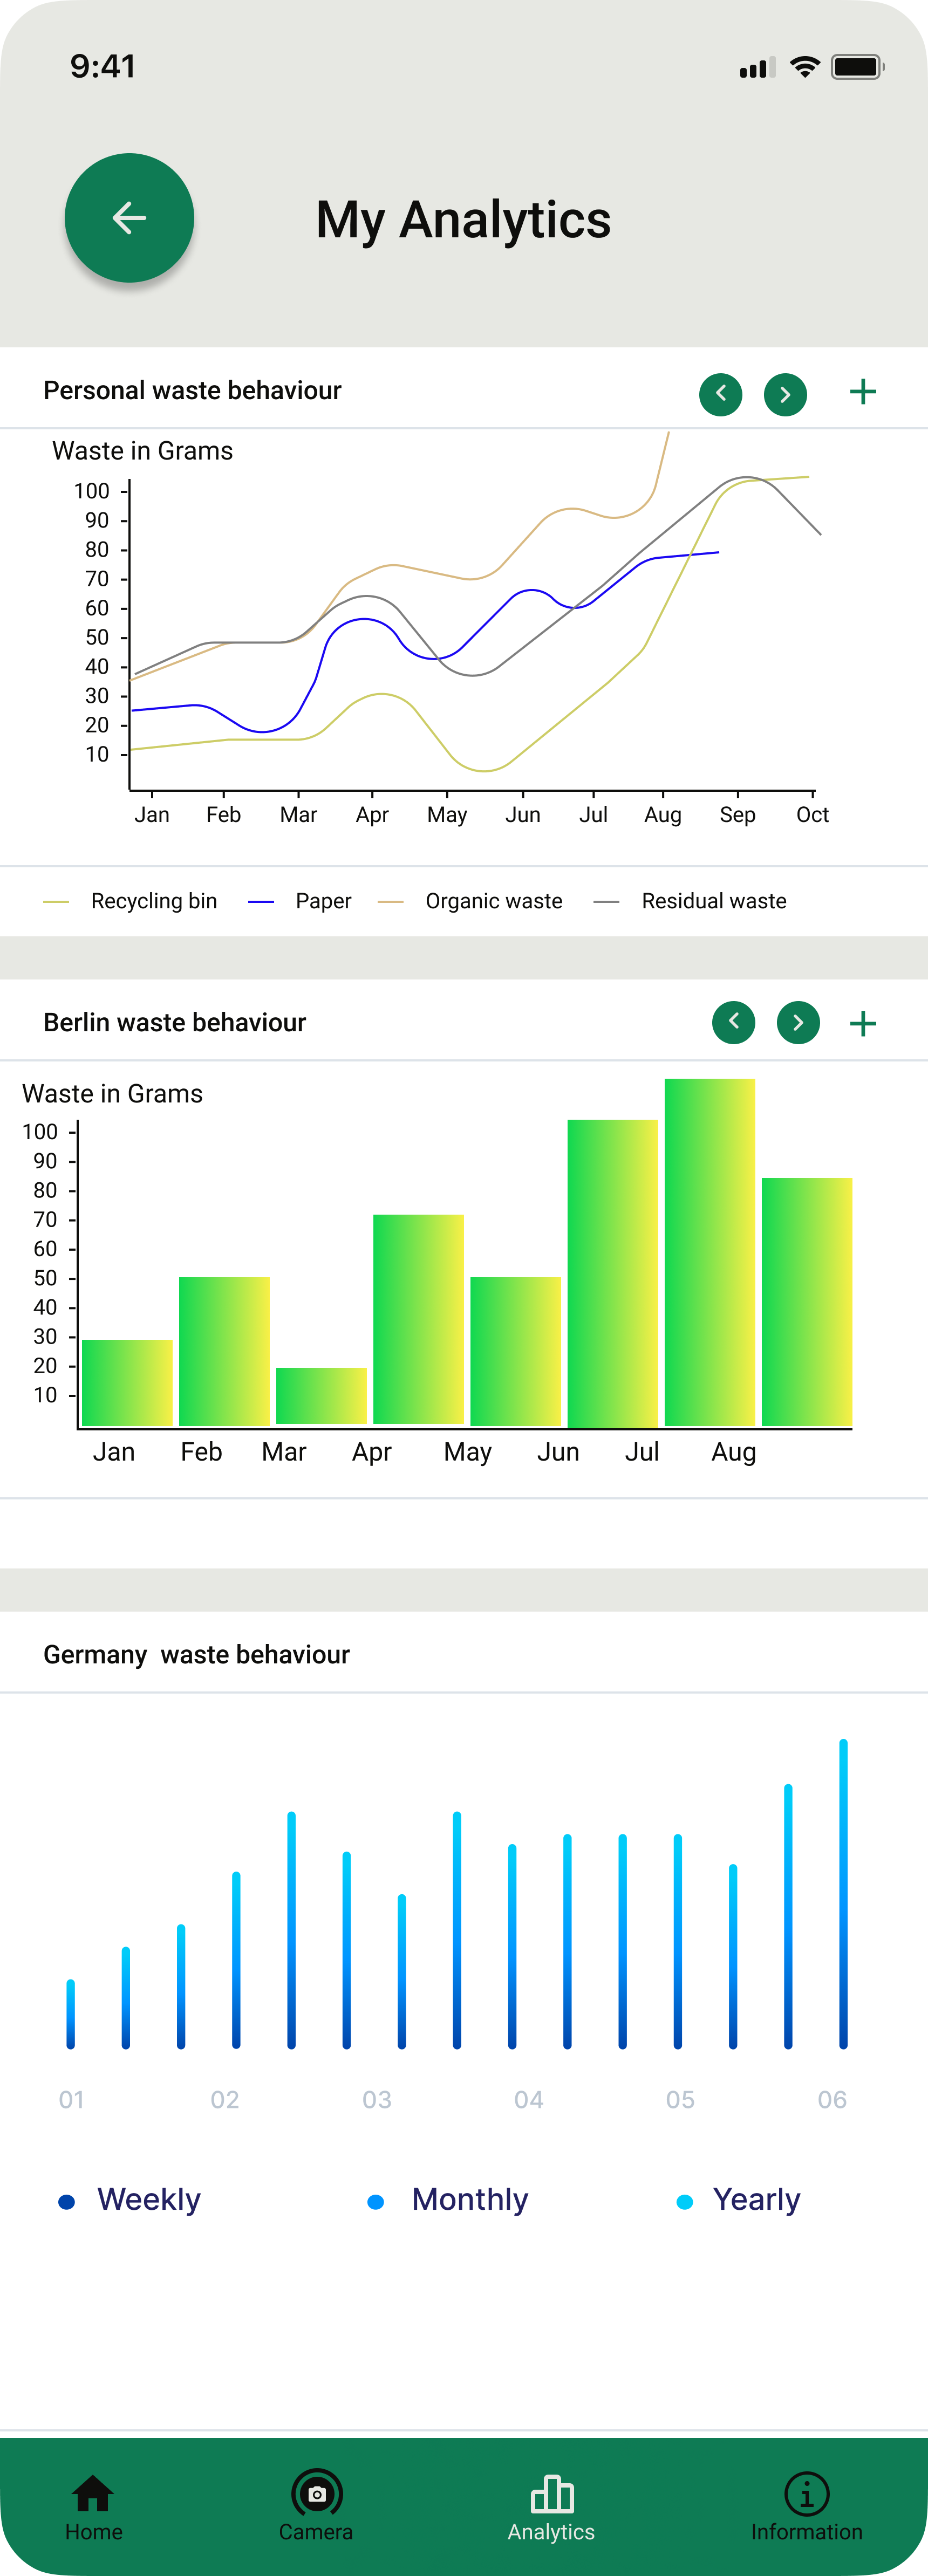 9:41
My Analytics
Personal waste behaviour
Waste in Grams
100
90
80
70
60
50
40
30
20
10
Jan Feb Mar Apr May Jun Jul Aug Sep Oct
Recycling bin Paper Organic waste Residual waste
Berlin waste behaviour
Waste in Grams
100
90
80
70
60
50
40
30
20
10
Jan Feb Mar Apr May Jun Jul Aug
Germany waste behaviour
01 02 03 04 05 06
Weekly Monthly Yearly
Home Camera Analytics Information